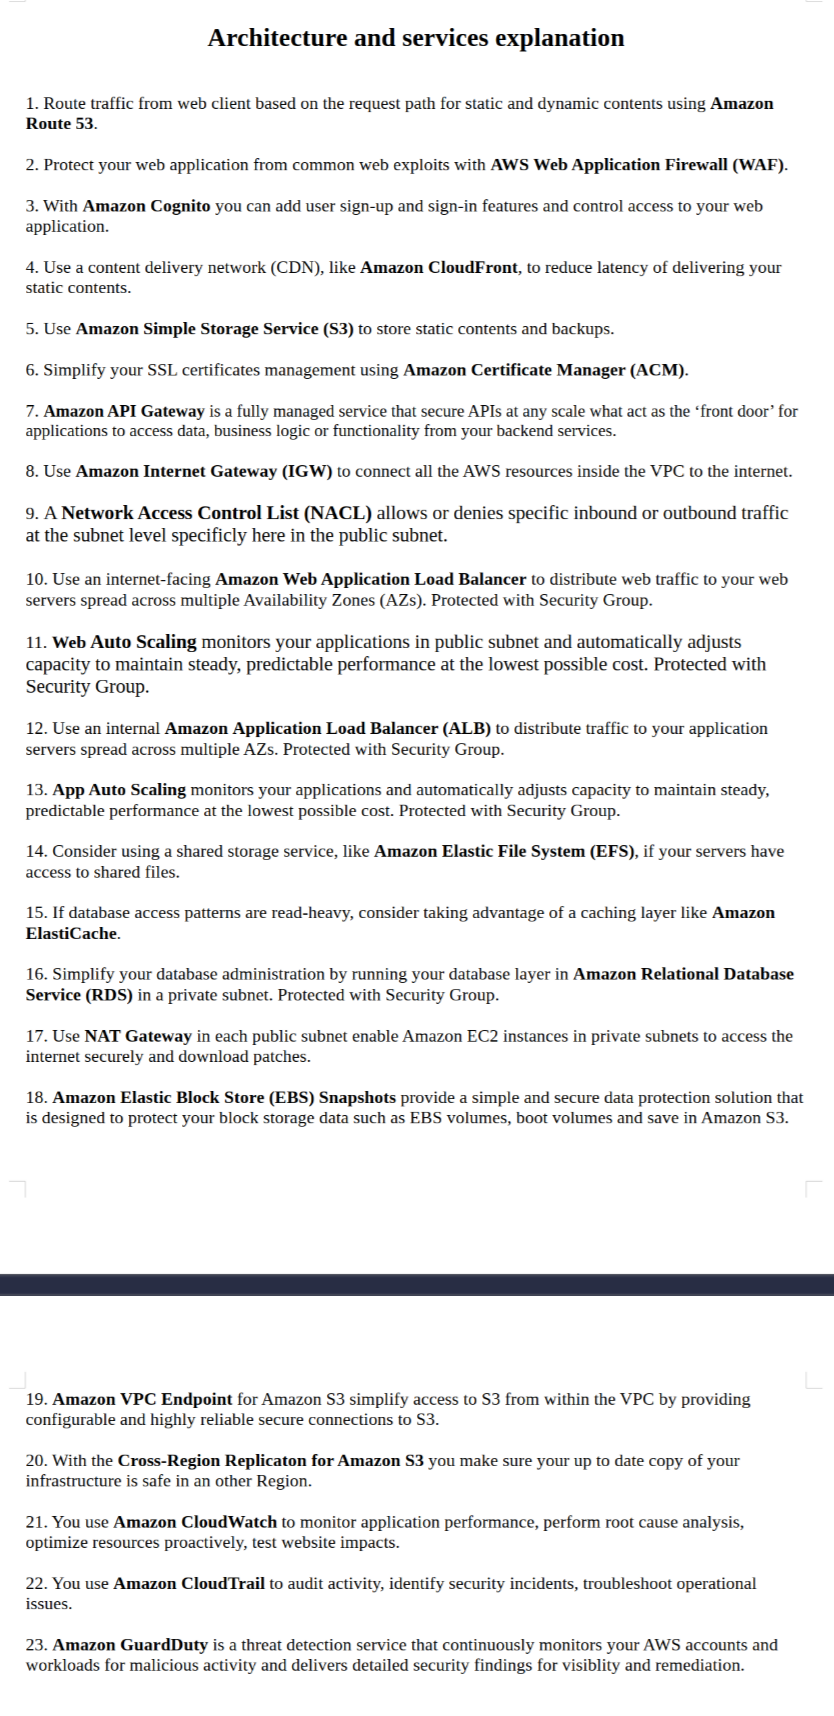 Architecture and services explanation
1. Route traffic from web client based on the request path for static and dynamic contents using Amazon
Route 53.
2. Protect your web application from common web exploits with AWS Web Application Firewall (WAF).
3. With Amazon Cognito you can add user sign-up and sign-in features and control access to your web
application.
4. Use a content delivery network (CDN), like Amazon CloudFront, to reduce latency of delivering your
static contents.
5. Use Amazon Simple Storage Service (S3) to store static contents and backups.
6. Simplify your SSL certificates management using Amazon Certificate Manager (ACM).
7. Amazon API Gateway is a fully managed service that secure APIs at any scale what act as the ‘front door’ for
applications to access data, business logic or functionality from your backend services.
8. Use Amazon Internet Gateway (IGW) to connect all the AWS resources inside the VPC to the internet.
9. A Network Access Control List (NACL) allows or denies specific inbound or outbound traffic
at the subnet level specificly here in the public subnet.
10. Use an internet-facing Amazon Web Application Load Balancer to distribute web traffic to your web
servers spread across multiple Availability Zones (AZs). Protected with Security Group.
11. Web Auto Scaling monitors your applications in public subnet and automatically adjusts
capacity to maintain steady, predictable performance at the lowest possible cost. Protected with
Security Group.
12. Use an internal Amazon Application Load Balancer (ALB) to distribute traffic to your application
servers spread across multiple AZs. Protected with Security Group.
13. App Auto Scaling monitors your applications and automatically adjusts capacity to maintain steady,
predictable performance at the lowest possible cost. Protected with Security Group.
14. Consider using a shared storage service, like Amazon Elastic File System (EFS), if your servers have
access to shared files.
15. If database access patterns are read-heavy, consider taking advantage of a caching layer like Amazon
ElastiCache.
16. Simplify your database administration by running your database layer in Amazon Relational Database
Service (RDS) in a private subnet. Protected with Security Group.
17. Use NAT Gateway in each public subnet enable Amazon EC2 instances in private subnets to access the
internet securely and download patches.
18. Amazon Elastic Block Store (EBS) Snapshots provide a simple and secure data protection solution that
is designed to protect your block storage data such as EBS volumes, boot volumes and save in Amazon S3.
19. Amazon VPC Endpoint for Amazon S3 simplify access to S3 from within the VPC by providing
configurable and highly reliable secure connections to S3.
20. With the Cross-Region Replicaton for Amazon S3 you make sure your up to date copy of your
infrastructure is safe in an other Region.
21. You use Amazon CloudWatch to monitor application performance, perform root cause analysis,
optimize resources proactively, test website impacts.
22. You use Amazon CloudTrail to audit activity, identify security incidents, troubleshoot operational
issues.
23. Amazon GuardDuty is a threat detection service that continuously monitors your AWS accounts and
workloads for malicious activity and delivers detailed security findings for visiblity and remediation.